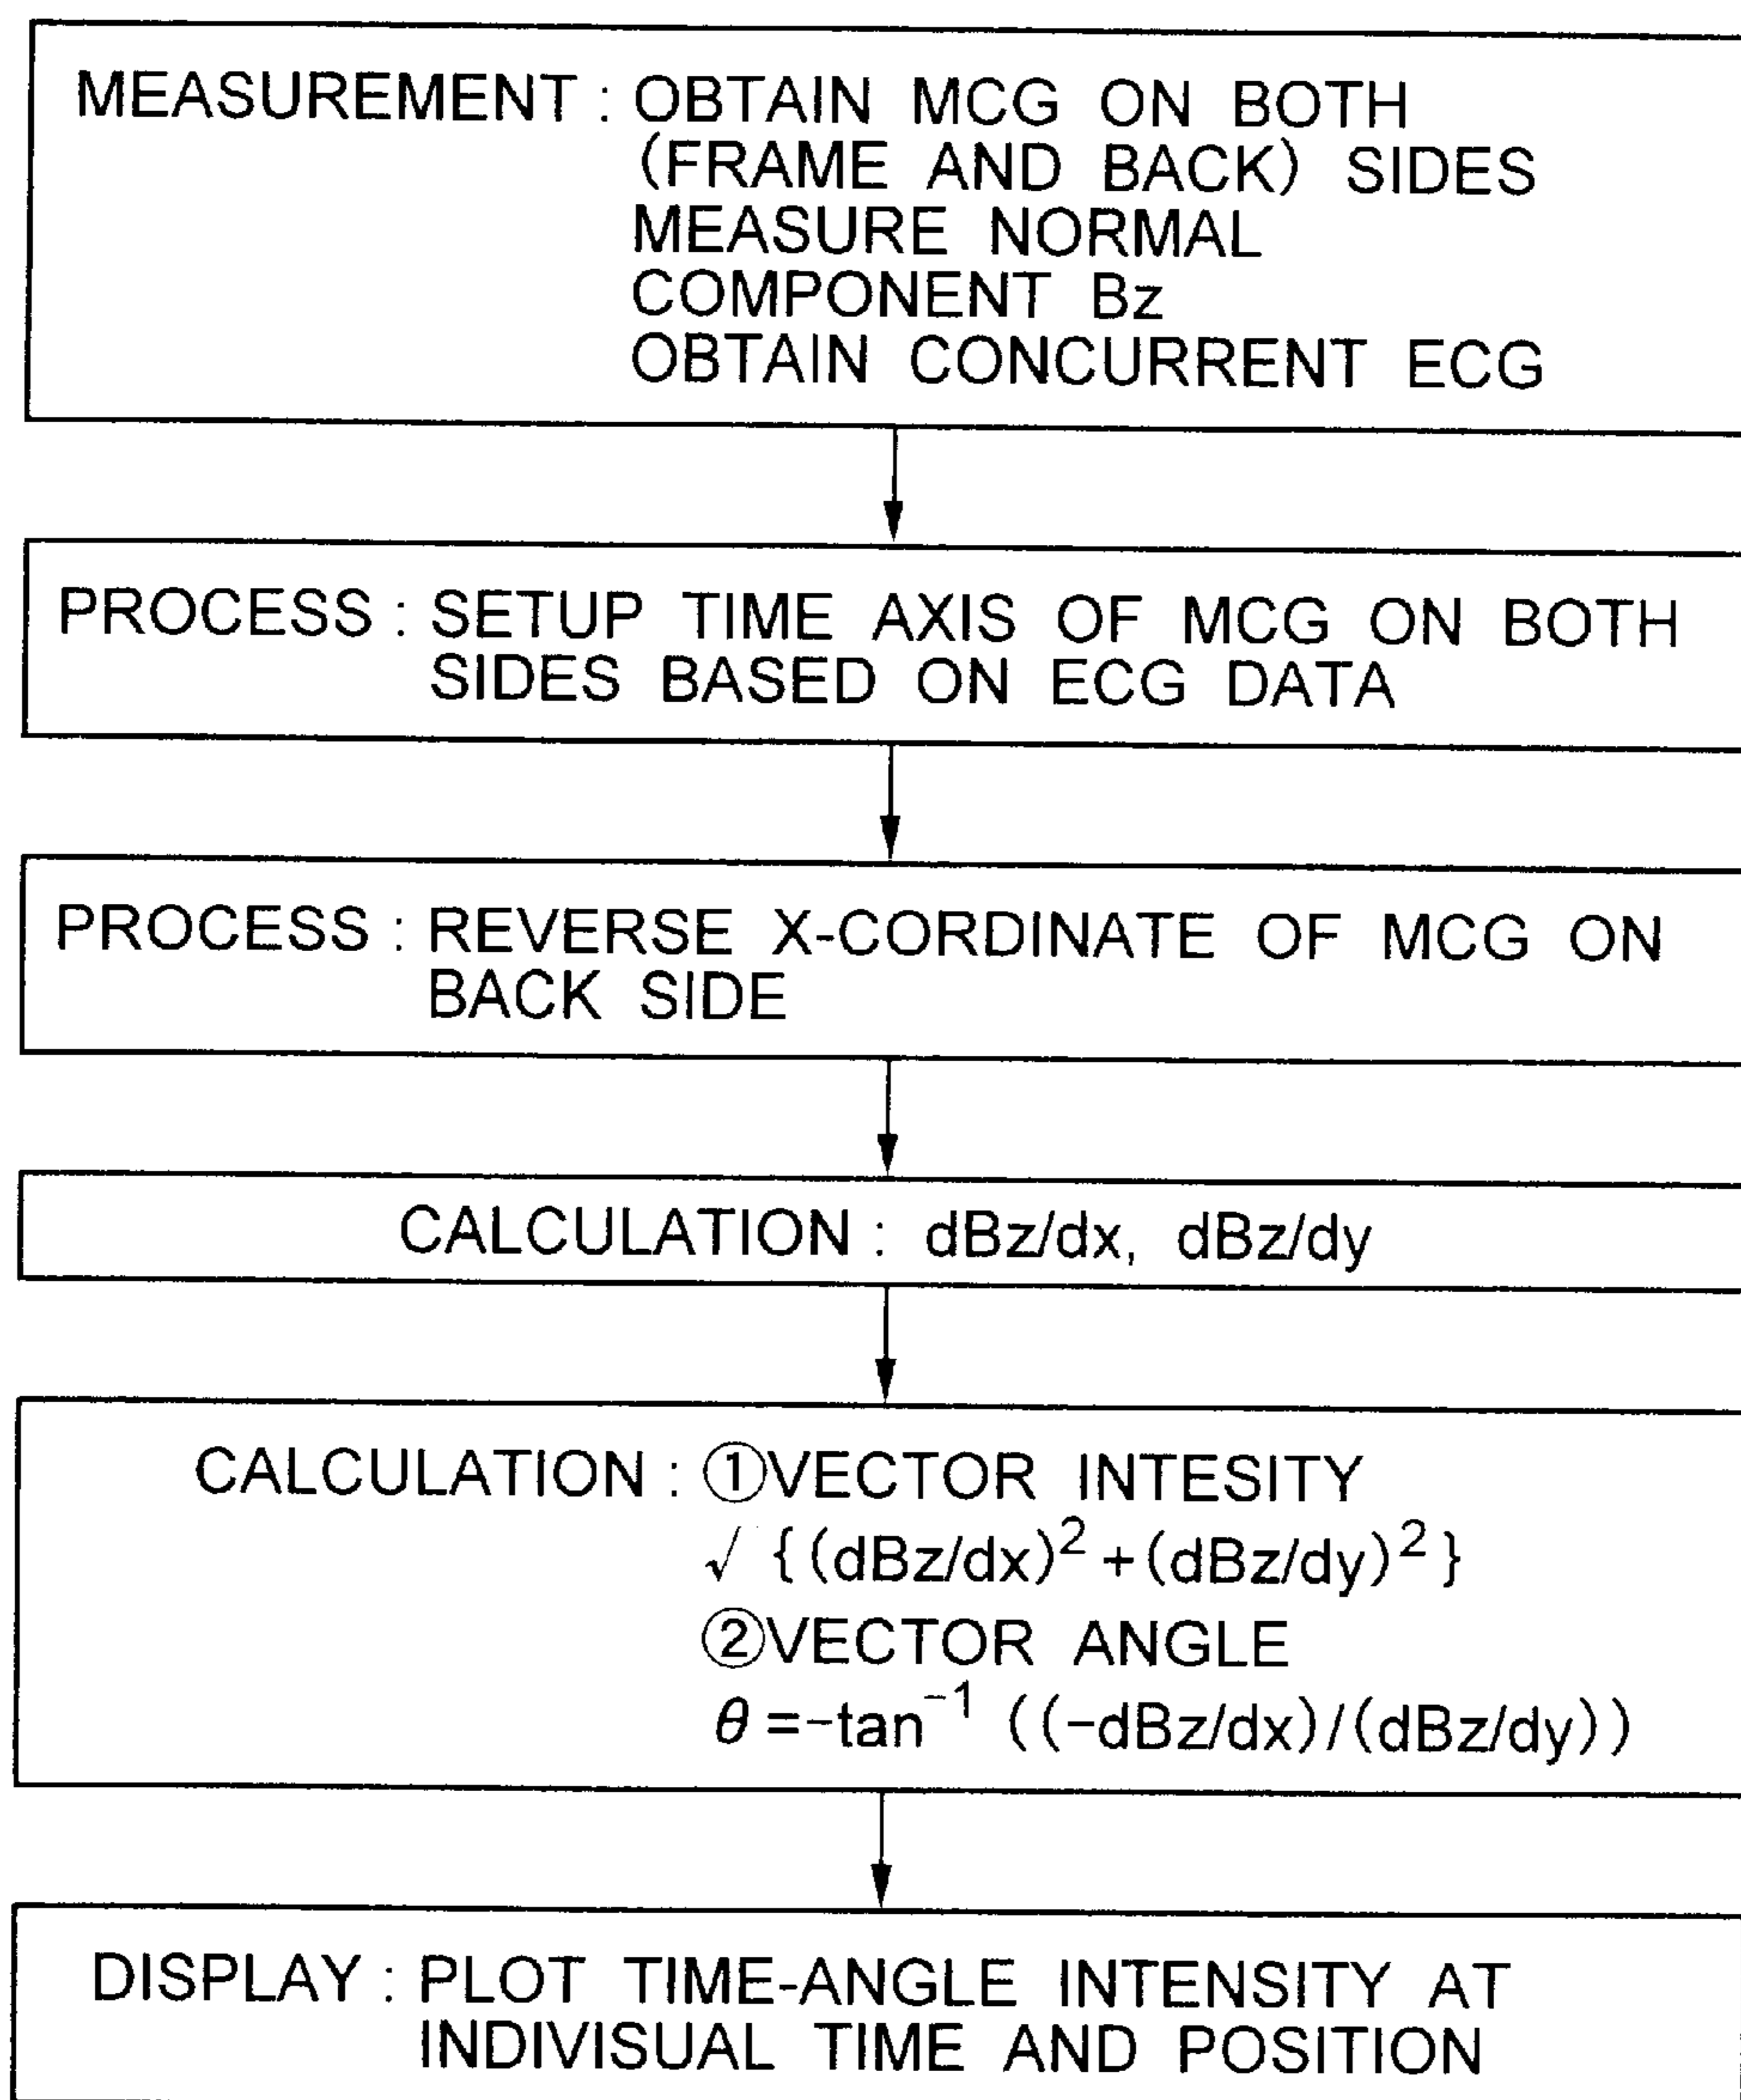 MEASUREMENT : OBTAIN MCG ON BOTH
(FRAME AND BACK) SIDES
MEASURE NORMAL
COMPONENT Bz
OBTAIN CONCURRENT ECG
PROCESS : SETUP TIME AXIS OF MCG ON BOTH
SIDES BASED ON ECG DATA
PROCESS : REVERSE X-CORDINATE OF MCG ON
BACK SIDE
CALCULATION : dBz/dx, dBz/dy
CALCULATION : ①VECTOR INTESITY
√ {(dBz/dx)² +(dBz/dy)² }
②VECTOR ANGLE
θ =-tan⁻¹ ((-dBz/dx)/(dBz/dy))
DISPLAY : PLOT TIME-ANGLE INTENSITY AT
INDIVISUAL TIME AND POSITION